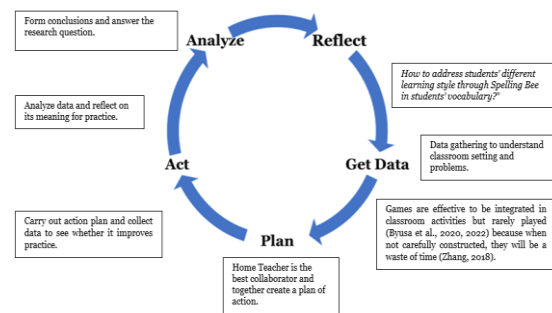 Form conclusions and answer the
research question.
Analyze
Reflect
How to address students' different
learning style through Spelling Bee
in students' vocabulary?"
Analyze data and reflect on
its meaning for practice.
Act
Get Data
Data gathering to understand
classroom setting and
problems.
Carry out action plan and collect
data to see whether it improves
practice.
Plan
Games are effective to be integrated in
classroom activities but rarely played
(Byusa et al., 2020, 2022) because when
not carefully constructed, they will be a
waste of time (Zhang, 2018).
Home Teacher is the
best collaborator and
together create a plan of
action.